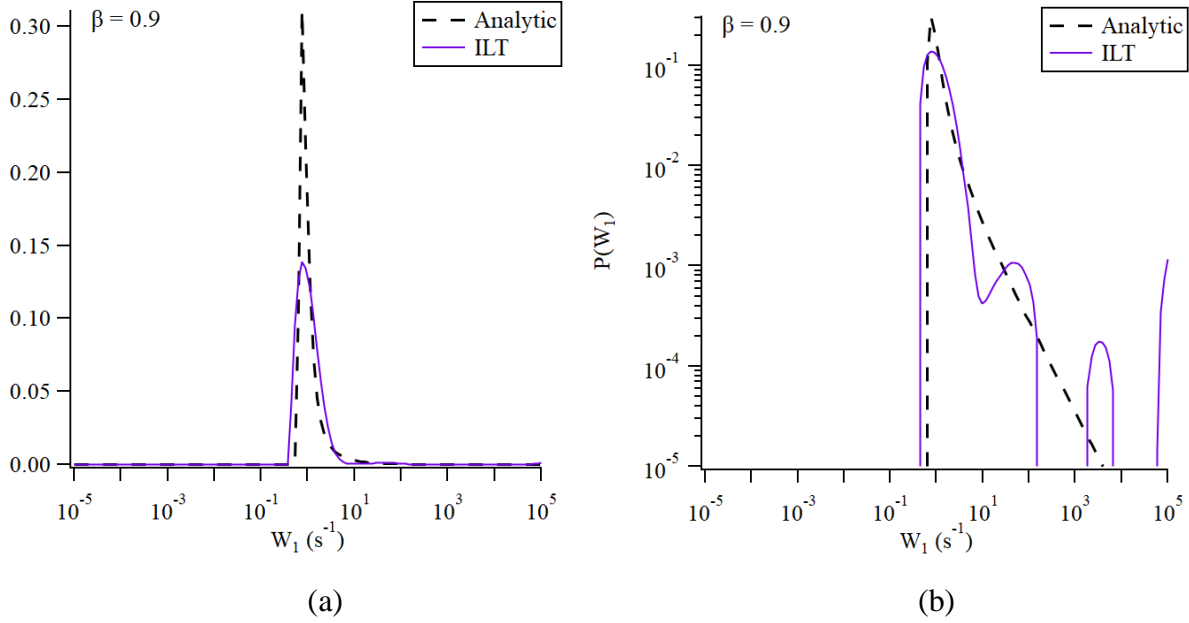 β = 0.9
Analytic
ILT
0.30
0.25
0.20
0.15
0.10
0.05
0.00
10^-5
10^-3
10^-1
10^1
10^3
10^5
W_1 (s^-1)
(a)
β = 0.9
Analytic
ILT
P(W_1)
10^-1
10^-2
10^-3
10^-4
10^-5
10^-5
10^-3
10^-1
10^1
10^3
10^5
W_1 (s^-1)
(b)